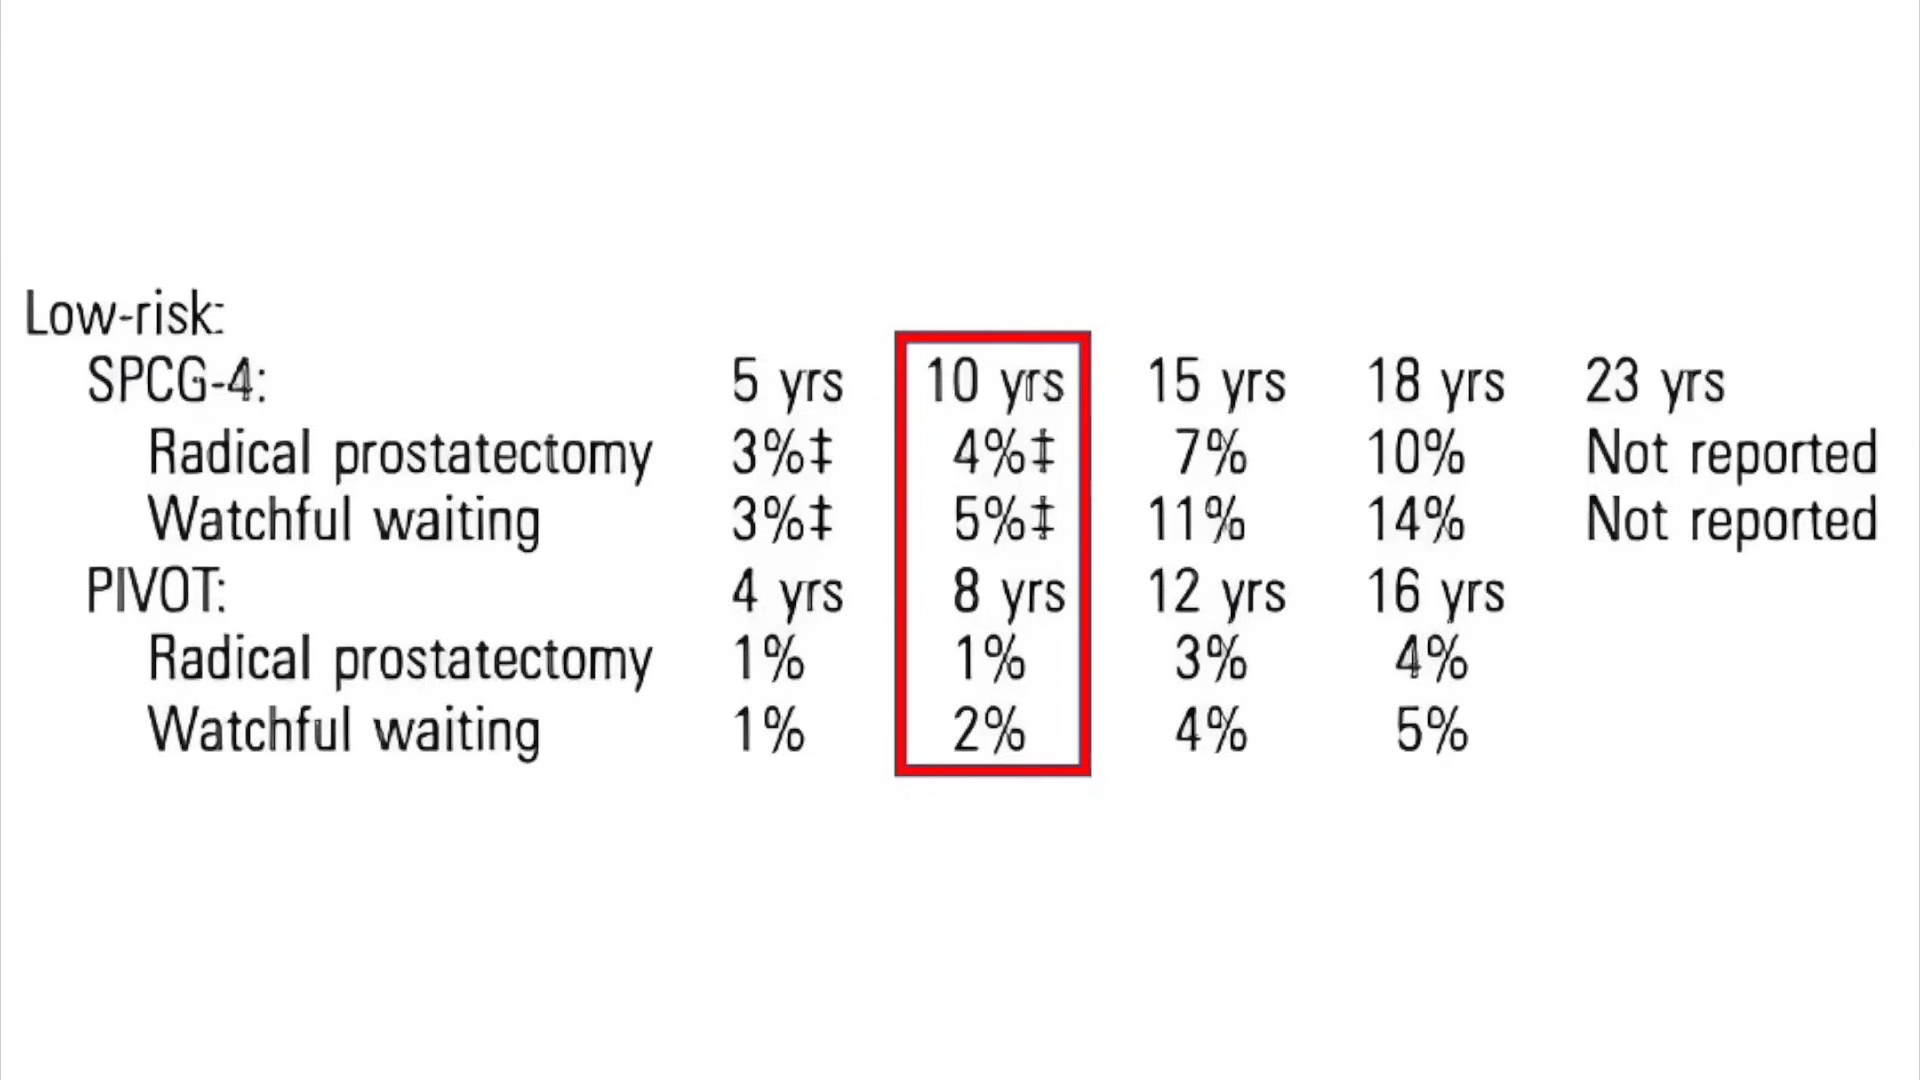 Low-risk:
SPCG-4: 5 yrs 10 yrs 15 yrs 18 yrs 23 yrs
Radical prostatectomy 3%‡ 4%‡ 7% 10% Not reported
Watchful waiting 3%‡ 5%‡ 11% 14% Not reported
PIVOT: 4 yrs 8 yrs 12 yrs 16 yrs
Radical prostatectomy 1% 1% 3% 4%
Watchful waiting 1% 2% 4% 5%